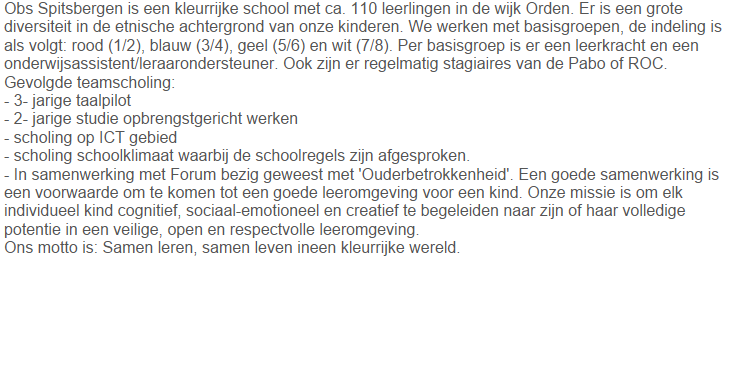 Obs Spitsbergen is een kleurrijke school met ca. 110 leerlingen in de wijk Orden. Er is een grote
diversiteit in de etnische achtergrond van onze kinderen. We werken met basisgroepen, de indeling is
als volgt: rood (1/2), blauw (3/4), geel (5/6) en wit (7/8). Per basisgroep is er een leerkracht en een
onderwijsassistent/leraarondersteuner. Ook zijn er regelmatig stagiaires van de Pabo of ROC.
Gevolgde teamscholing:
- 3- jarige taalpilot
- 2- jarige studie opbrengstgericht werken
- scholing op ICT gebied
- scholing schoolklimaat waarbij de schoolregels zijn afgesproken.
- In samenwerking met Forum bezig geweest met 'Ouderbetrokkenheid'. Een goede samenwerking is
een voorwaarde om te komen tot een goede leeromgeving voor een kind. Onze missie is om elk
individueel kind cognitief, sociaal-emotioneel en creatief te begeleiden naar zijn of haar volledige
potentie in een veilige, open en respectvolle leeromgeving.
Ons motto is: Samen leren, samen leven ineen kleurrijke wereld.